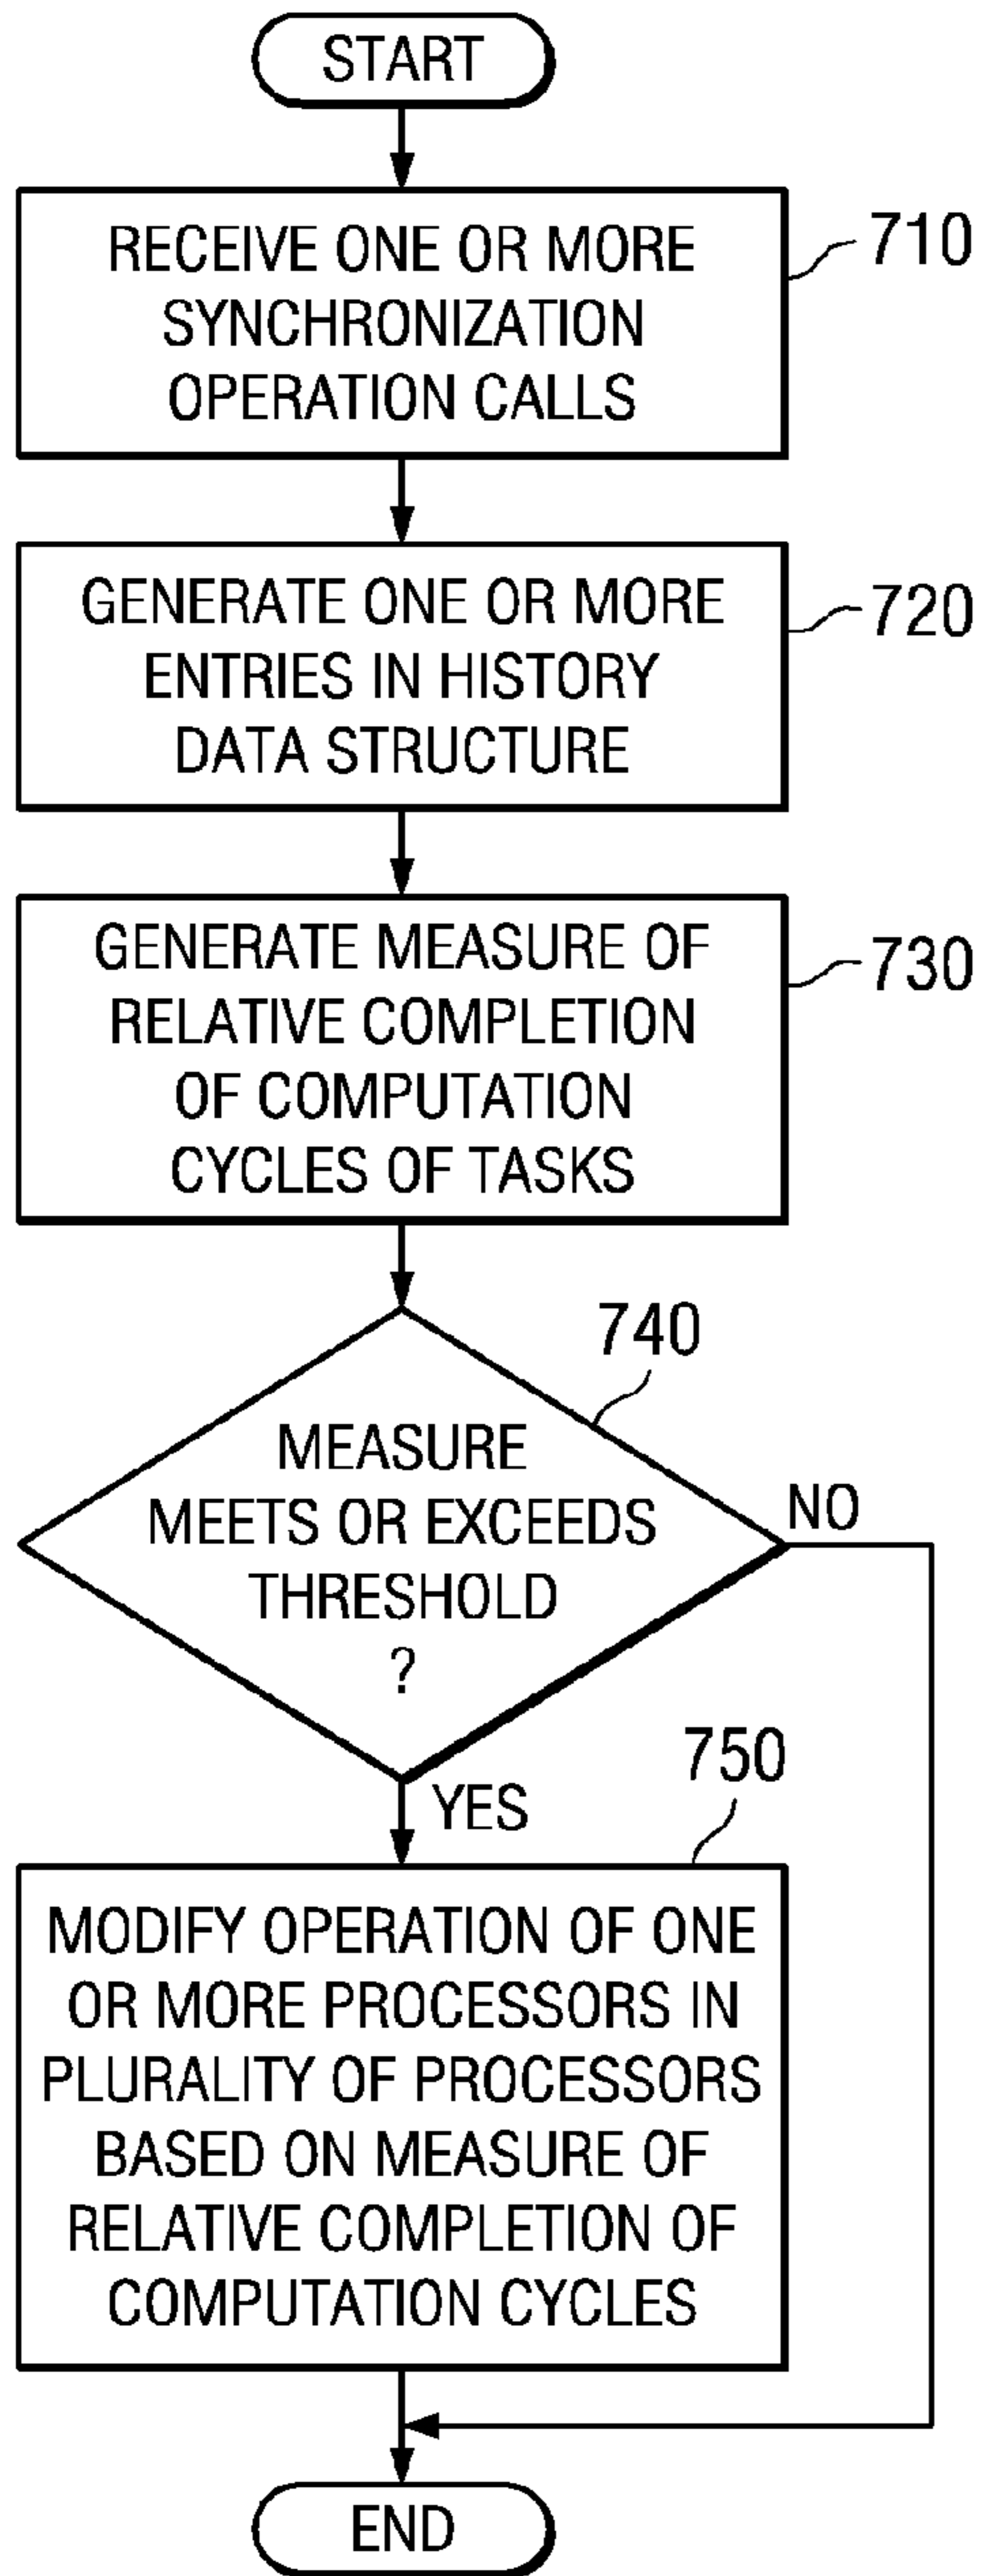 START
RECEIVE ONE OR MORE
SYNCHRONIZATION
OPERATION CALLS
710
GENERATE ONE OR MORE
ENTRIES IN HISTORY
DATA STRUCTURE
720
GENERATE MEASURE OF
RELATIVE COMPLETION
OF COMPUTATION
CYCLES OF TASKS
730
740
MEASURE
MEETS OR EXCEEDS
THRESHOLD
?
NO
YES
750
MODIFY OPERATION OF ONE
OR MORE PROCESSORS IN
PLURALITY OF PROCESSORS
BASED ON MEASURE OF
RELATIVE COMPLETION OF
COMPUTATION CYCLES
END